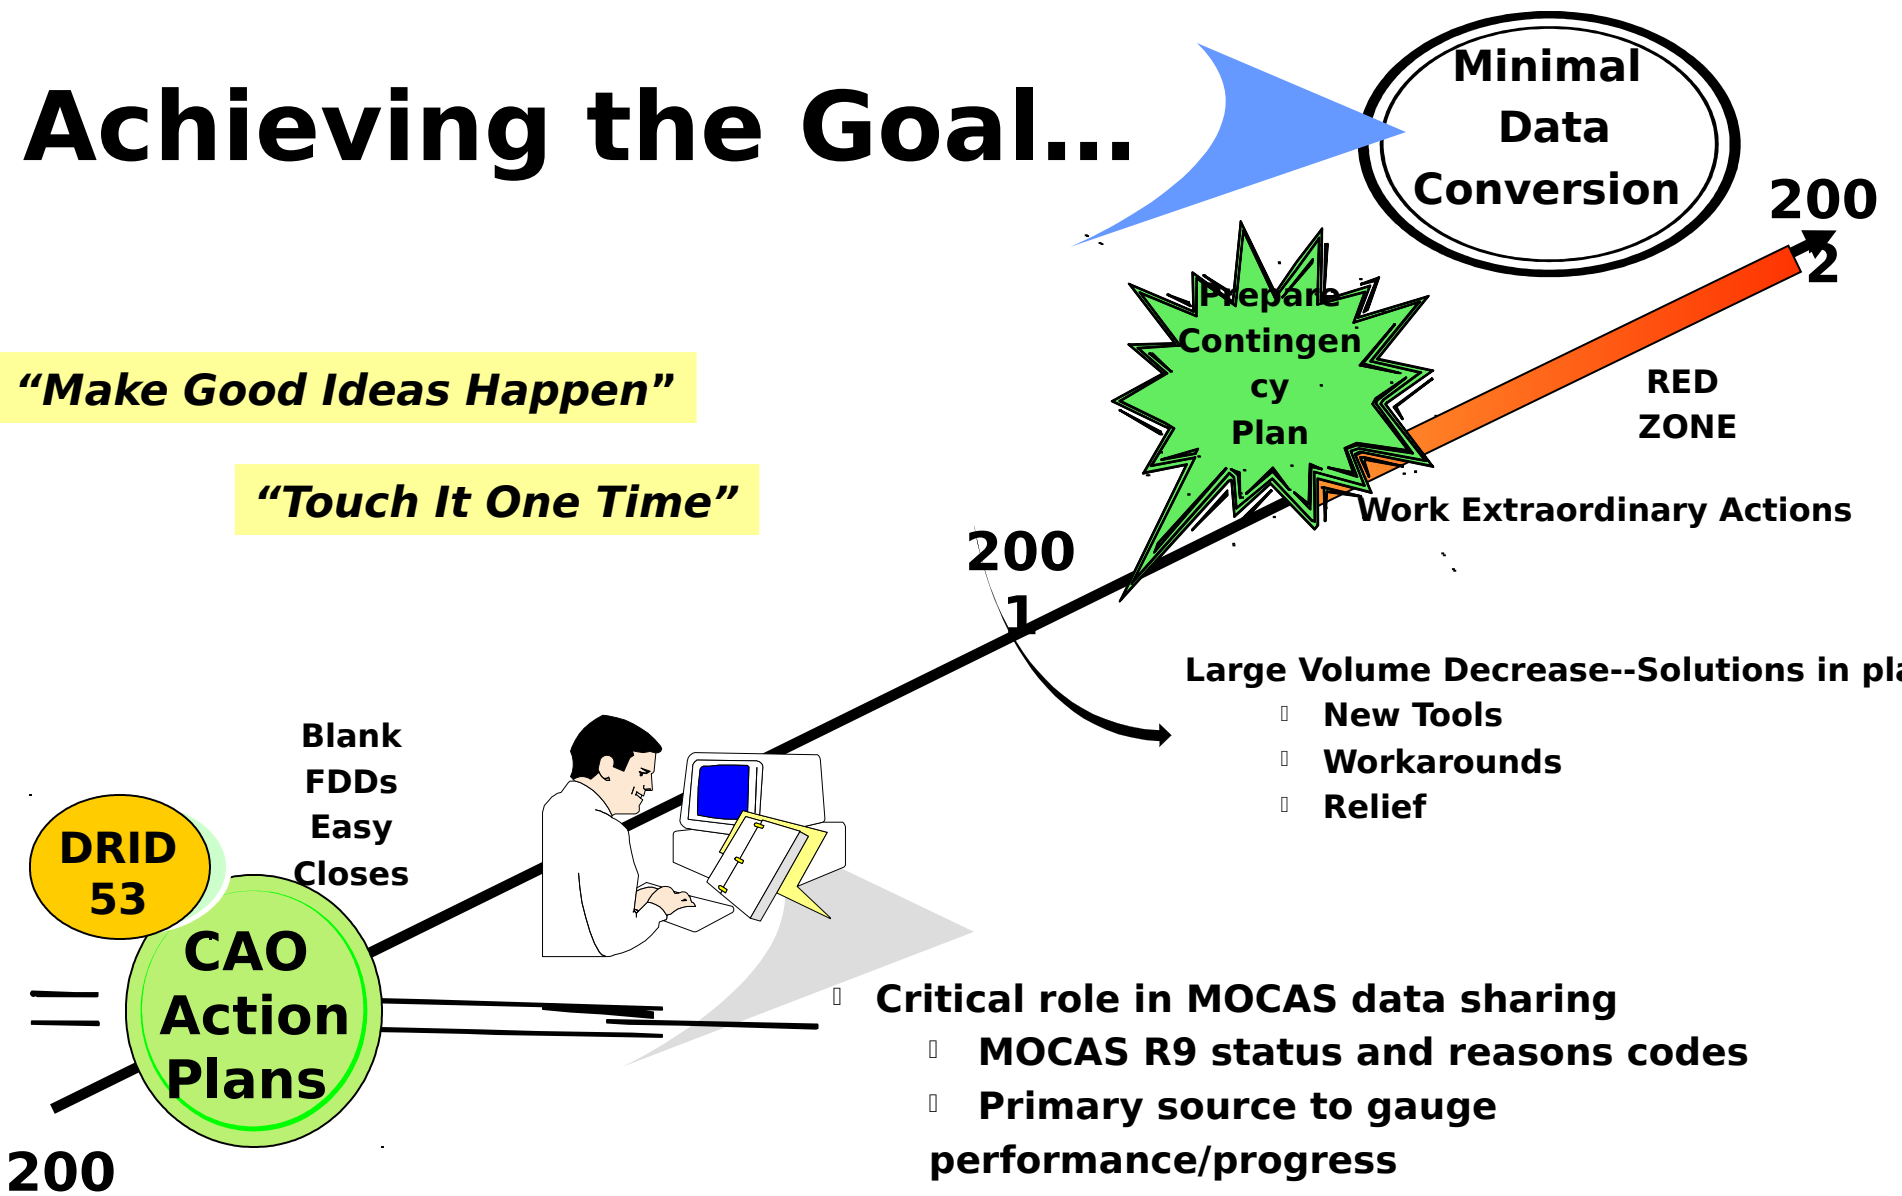 Achieving the Goal…
Minimal
Data
Conversion
200
2
Prepare
Contingen
cy
Plan
“Make Good Ideas Happen”
RED
ZONE
“Touch It One Time”
Work Extraordinary Actions
200
1
Large Volume Decrease--Solutions in
New Tools
Workarounds
Relief
Blank
FDDs
Easy
Closes
DRID
53
CAO
Action
Plans
Critical role in MOCAS data sharing
MOCAS R9 status and reasons codes
Primary source to gauge
performance/progress
200